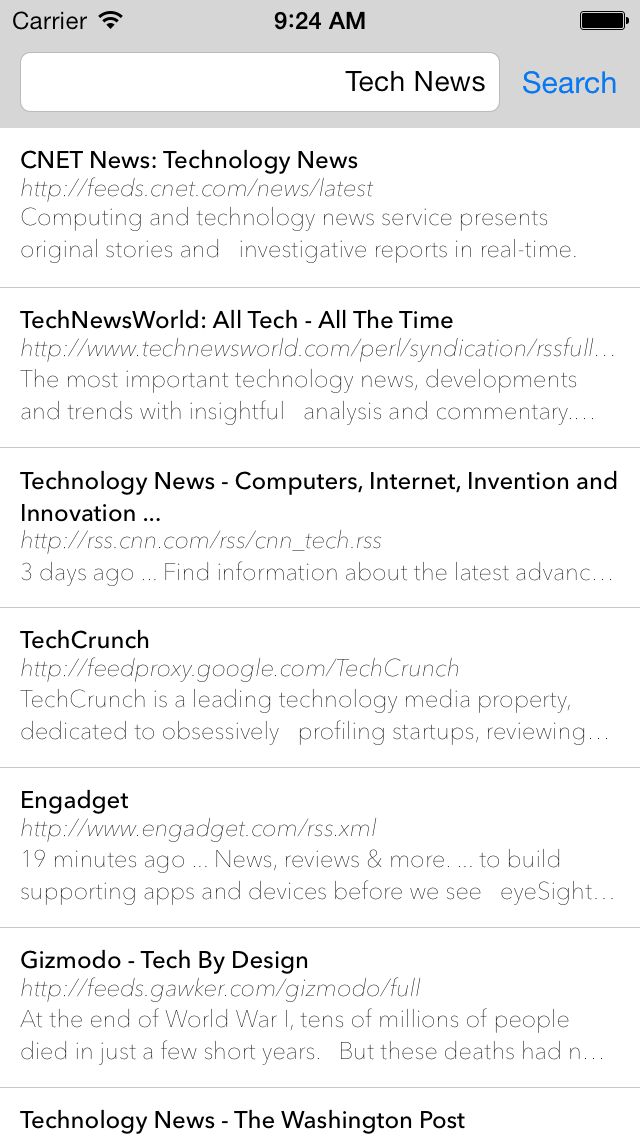 Carrier 9:24 AM
Tech News Search
CNET News: Technology News
http://feeds.cnet.com/news/latest
Computing and technology news service presents
original stories and   investigative reports in real-time.
TechNewsWorld: All Tech - All The Time
http://www.technewsworld.com/perl/syndication/rssfull...
The most important technology news, developments
and trends with insightful   analysis and commentary....
Technology News - Computers, Internet, Invention and
Innovation ...
http://rss.cnn.com/rss/cnn_tech.rss
3 days ago ... Find information about the latest advanc...
TechCrunch
http://feedproxy.google.com/TechCrunch
TechCrunch is a leading technology media property,
dedicated to obsessively   profiling startups, reviewing...
Engadget
http://www.engadget.com/rss.xml
19 minutes ago ... News, reviews & more. ... to build
supporting apps and devices before we see   eyeSight...
Gizmodo - Tech By Design
http://feeds.gawker.com/gizmodo/full
At the end of World War I, tens of millions of people
died in just a few short years.   But these deaths had n...
Technology News - The Washington Post